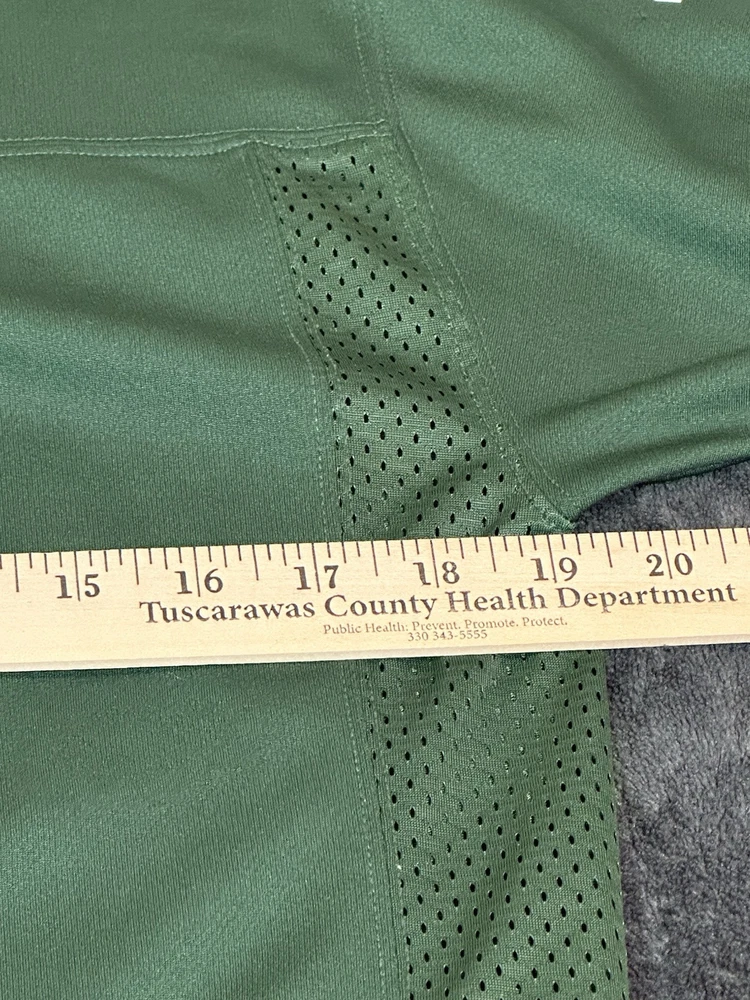 15 16 17 18 19 20
Tuscarawas County Health Department
Public Health: Prevent. Promote. Protect.
330 343-5555